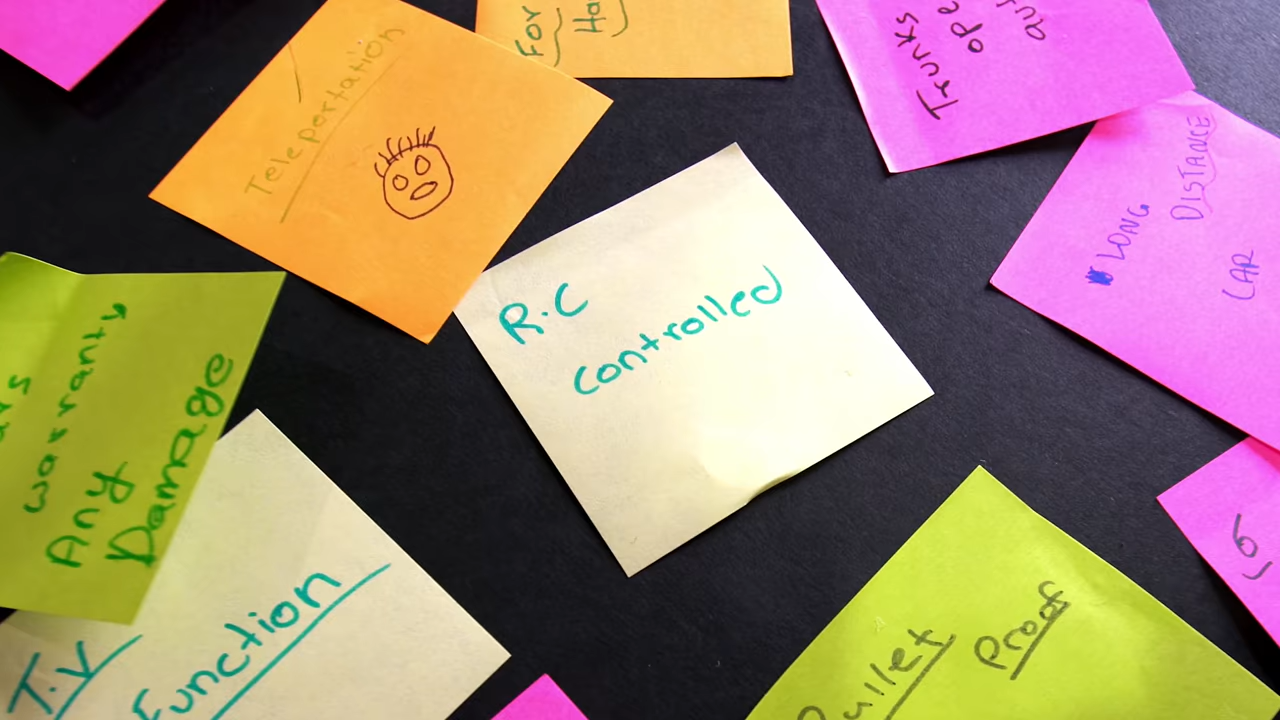 Teleportation
For
Trunks
R.C
controlled
LONG
DISTANCE
CAR
warranty
Any
Damage
T.V
Function
Bullet
Proof